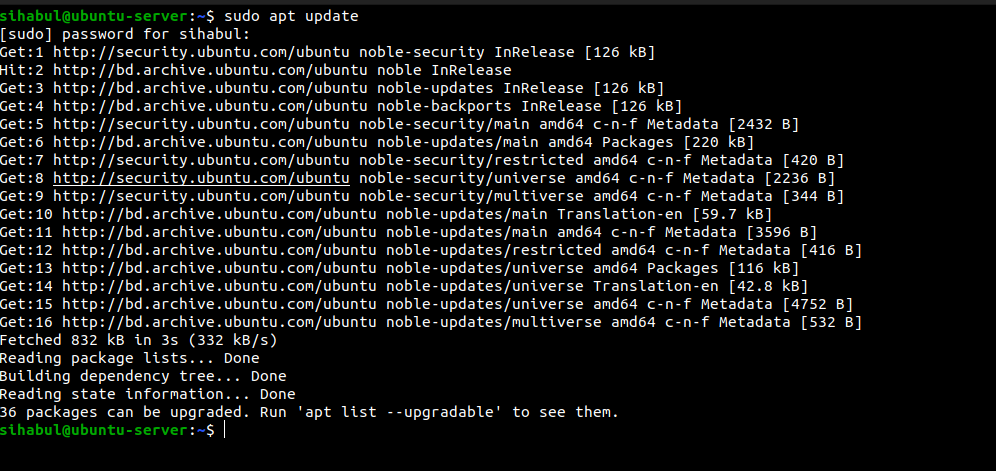 sihabul@ubuntu-server:~$ sudo apt update
[sudo] password for sihabul:
Get:1 http://security.ubuntu.com/ubuntu noble-security InRelease [126 kB]
Hit:2 http://bd.archive.ubuntu.com/ubuntu noble InRelease
Get:3 http://bd.archive.ubuntu.com/ubuntu noble-updates InRelease [126 kB]
Get:4 http://bd.archive.ubuntu.com/ubuntu noble-backports InRelease [126 kB]
Get:5 http://security.ubuntu.com/ubuntu noble-security/main amd64 c-n-f Metadata [2432 B]
Get:6 http://bd.archive.ubuntu.com/ubuntu noble-updates/main amd64 Packages [220 kB]
Get:7 http://security.ubuntu.com/ubuntu noble-security/restricted amd64 c-n-f Metadata [420 B]
Get:8 http://security.ubuntu.com/ubuntu noble-security/universe amd64 c-n-f Metadata [2236 B]
Get:9 http://security.ubuntu.com/ubuntu noble-security/multiverse amd64 c-n-f Metadata [344 B]
Get:10 http://bd.archive.ubuntu.com/ubuntu noble-updates/main Translation-en [59.7 kB]
Get:11 http://bd.archive.ubuntu.com/ubuntu noble-updates/main amd64 c-n-f Metadata [3596 B]
Get:12 http://bd.archive.ubuntu.com/ubuntu noble-updates/restricted amd64 c-n-f Metadata [416 B]
Get:13 http://bd.archive.ubuntu.com/ubuntu noble-updates/universe amd64 Packages [116 kB]
Get:14 http://bd.archive.ubuntu.com/ubuntu noble-updates/universe Translation-en [42.8 kB]
Get:15 http://bd.archive.ubuntu.com/ubuntu noble-updates/universe amd64 c-n-f Metadata [4752 B]
Get:16 http://bd.archive.ubuntu.com/ubuntu noble-updates/multiverse amd64 c-n-f Metadata [532 B]
Fetched 832 kB in 3s (332 kB/s)
Reading package lists... Done
Building dependency tree... Done
Reading state information... Done
36 packages can be upgraded. Run 'apt list --upgradable' to see them.
sihabul@ubuntu-server:~$